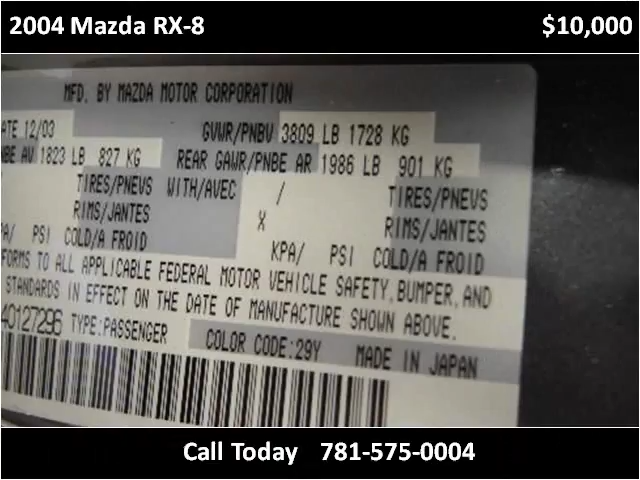 2004 Mazda RX-8 $10,000
MFD. BY MAZDA MOTOR CORPORATION
ATE 12/03 GVWR/PNBV 3809 LB 1728 KG
NBE AV 1823 LB 827 KG REAR GAWR/PNBE AR 1986 LB 901 KG
TIRES/PNEUS WITH/AVEC / TIRES/PNEUS
RIMS/JANTES X RIMS/JANTES
PA/ PSI COLD/A FROID KPA/ PSI COLD/A FROID
FORMS TO ALL APPLICABLE FEDERAL MOTOR VEHICLE SAFETY, BUMPER, AND
STANDARDS IN EFFECT ON THE DATE OF MANUFACTURE SHOWN ABOVE.
40127296 TYPE:PASSENGER COLOR CODE:29Y MADE IN JAPAN
Call Today 781-575-0004